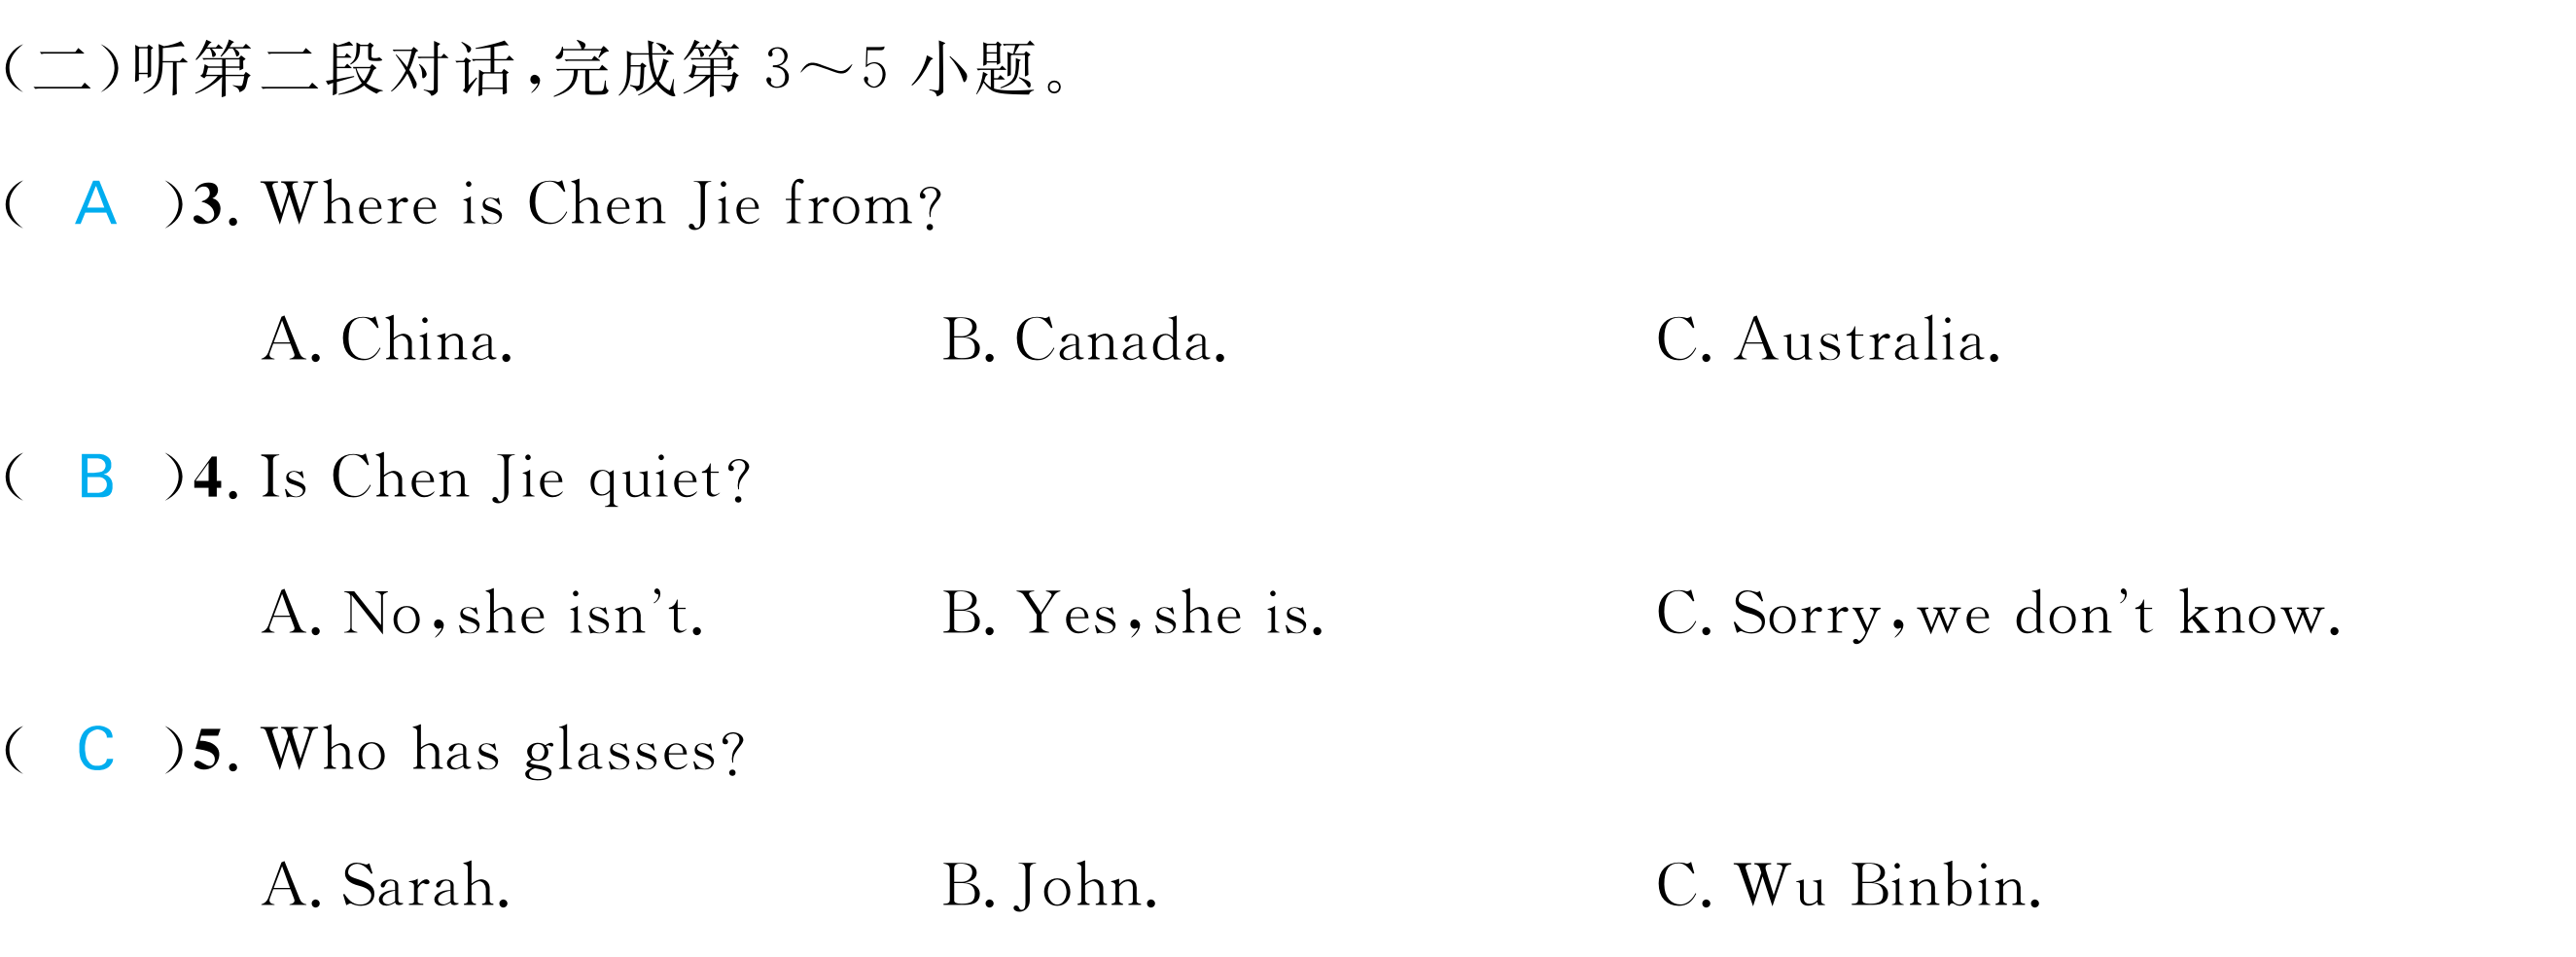 (二)听第二段对话,完成第 3～5 小题。
( A )3. Where is Chen Jie from?
A. China. B. Canada. C. Australia.
( B )4. Is Chen Jie quiet?
A. No, she isn't. B. Yes, she is. C. Sorry, we don't know.
( C )5. Who has glasses?
A. Sarah. B. John. C. Wu Binbin.